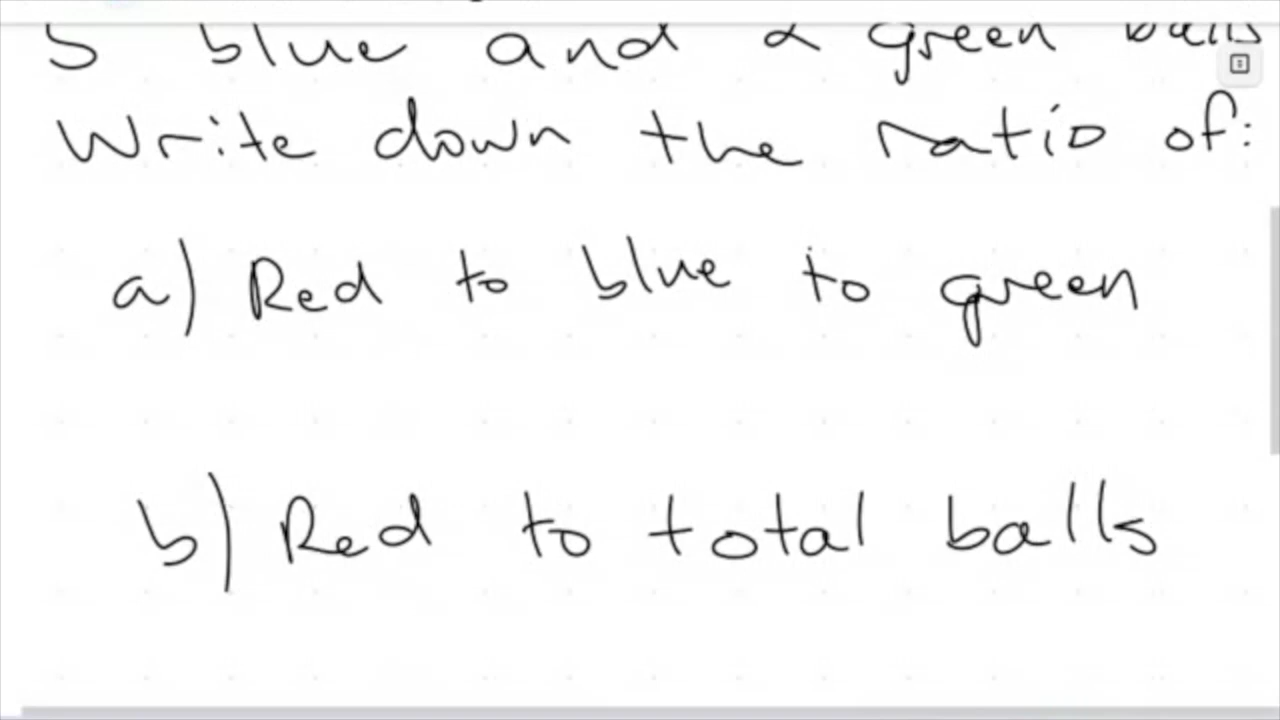 blue and 2 green balls
Write down the ratio of:
a) Red to blue to green
b) Red to total balls